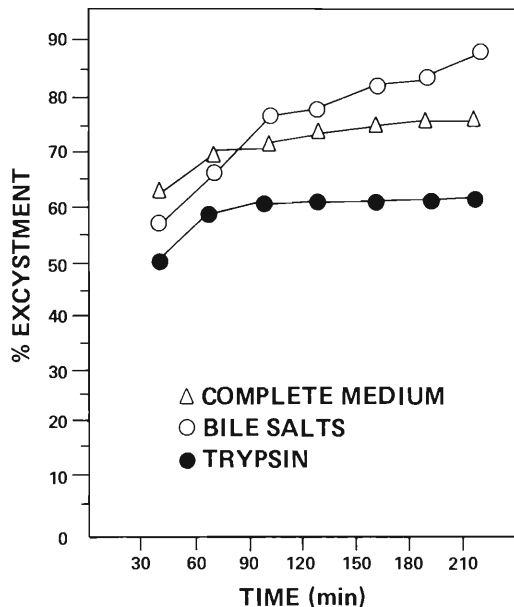 % EXCYSTMENT
90
80
70
60
50
40
30
20
10
0
COMPLETE MEDIUM
BILE SALTS
TRYPSIN
30 60 90 120 150 180 210
TIME (min)